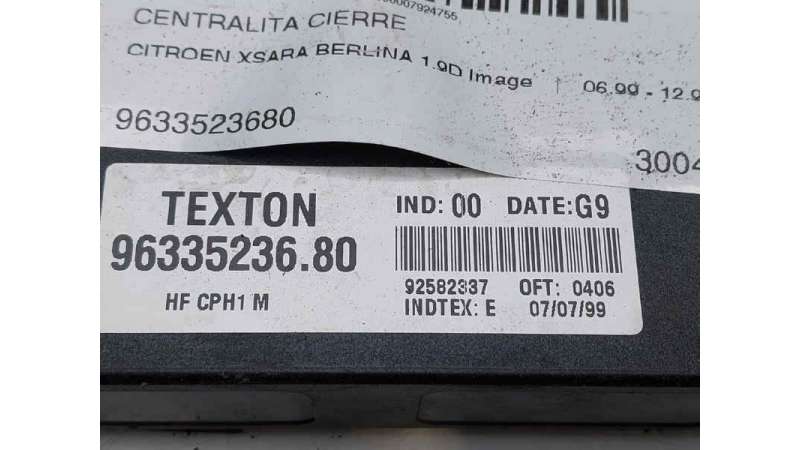 CENTRALITA CIERRE
CITROEN XSARA BERLINA 1.9D Image | 06.99 - 12.9
9633523680
3004
TEXTON IND: 00 DATE: G9
96335236.80
92582337 OFT: 0406
HF CPH1 M INDTEX: E 07/07/99